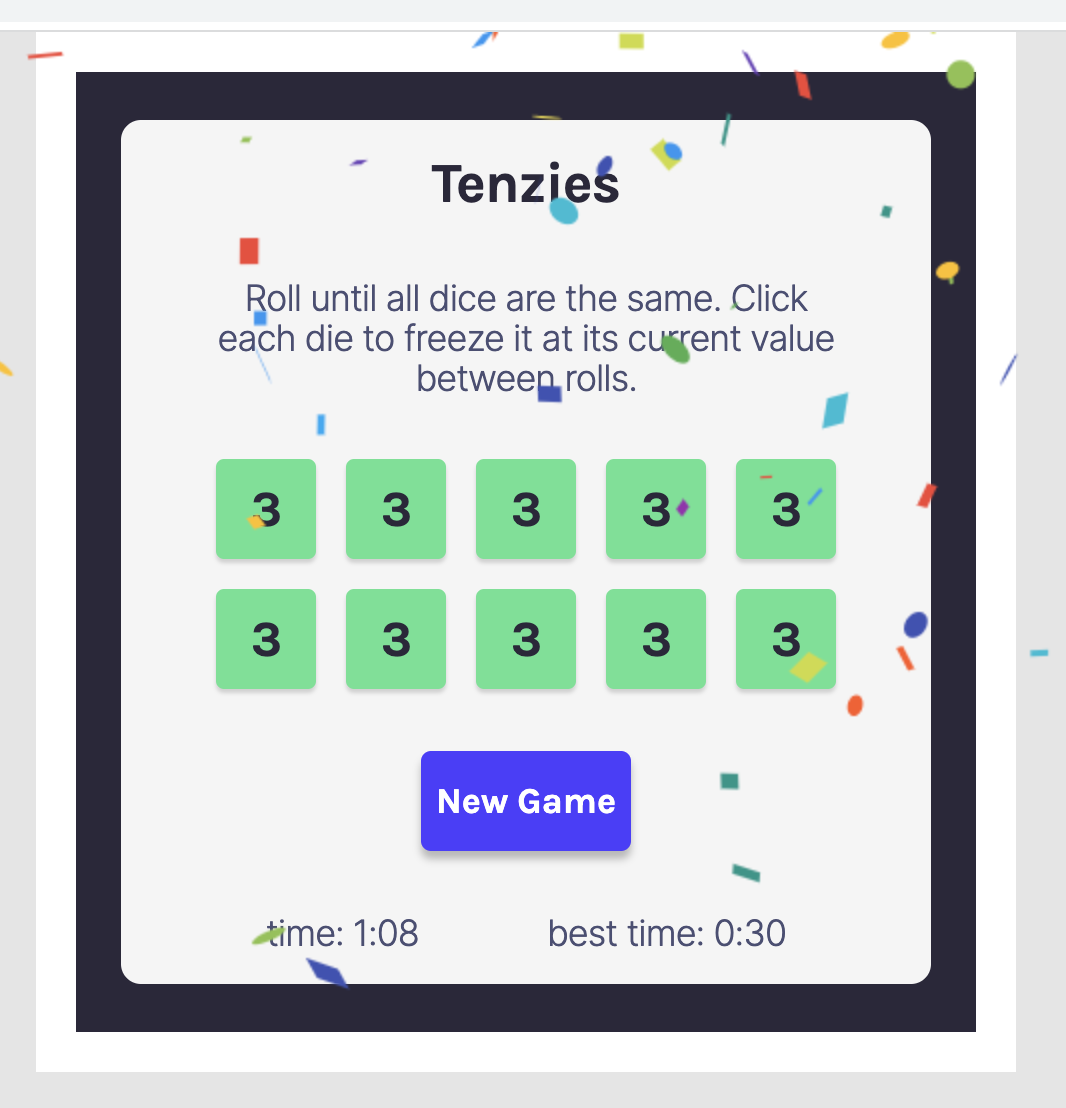 Tenzies
Roll until all dice are the same. Click
each die to freeze it at its current value
between rolls.
3 3 3 3 3
3 3 3 3 3
New Game
time: 1:08 best time: 0:30